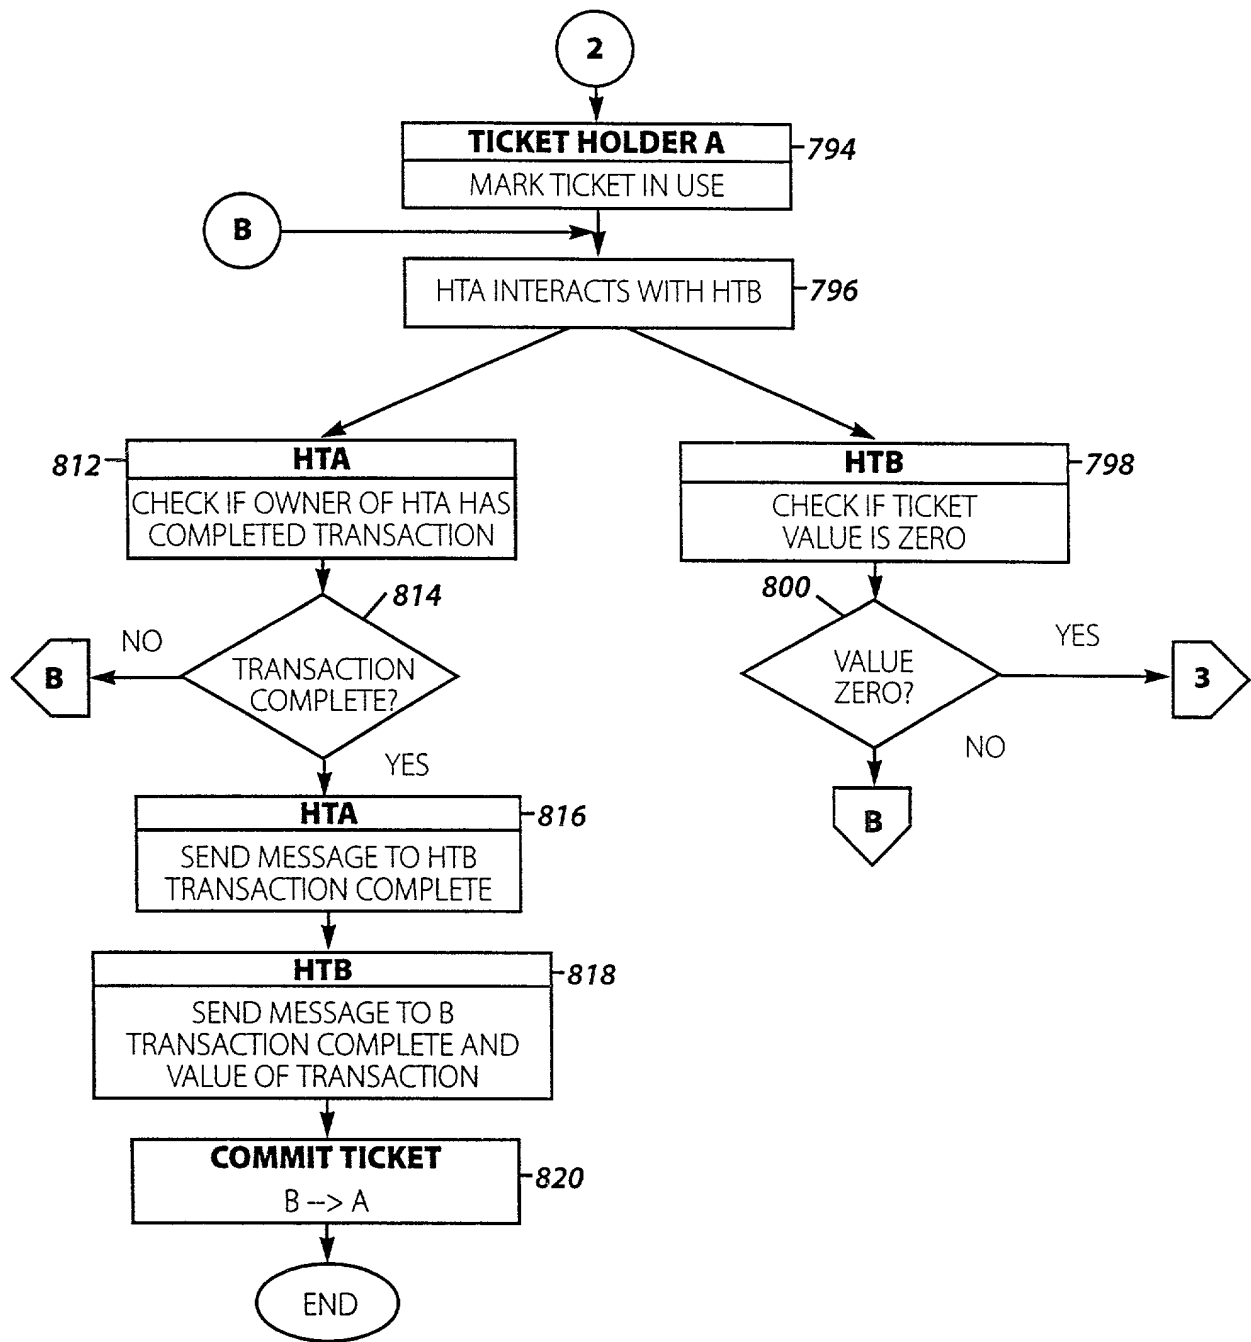 2
TICKET HOLDER A
794
MARK TICKET IN USE
B
HTA INTERACTS WITH HTB
796
812
HTA
CHECK IF OWNER OF HTA HAS
COMPLETED TRANSACTION
HTB
798
CHECK IF TICKET
VALUE IS ZERO
814
NO
B
TRANSACTION
COMPLETE?
YES
800
VALUE
ZERO?
YES
3
NO
B
HTA
816
SEND MESSAGE TO HTB
TRANSACTION COMPLETE
HTB
818
SEND MESSAGE TO B
TRANSACTION COMPLETE AND
VALUE OF TRANSACTION
COMMIT TICKET
820
B --> A
END